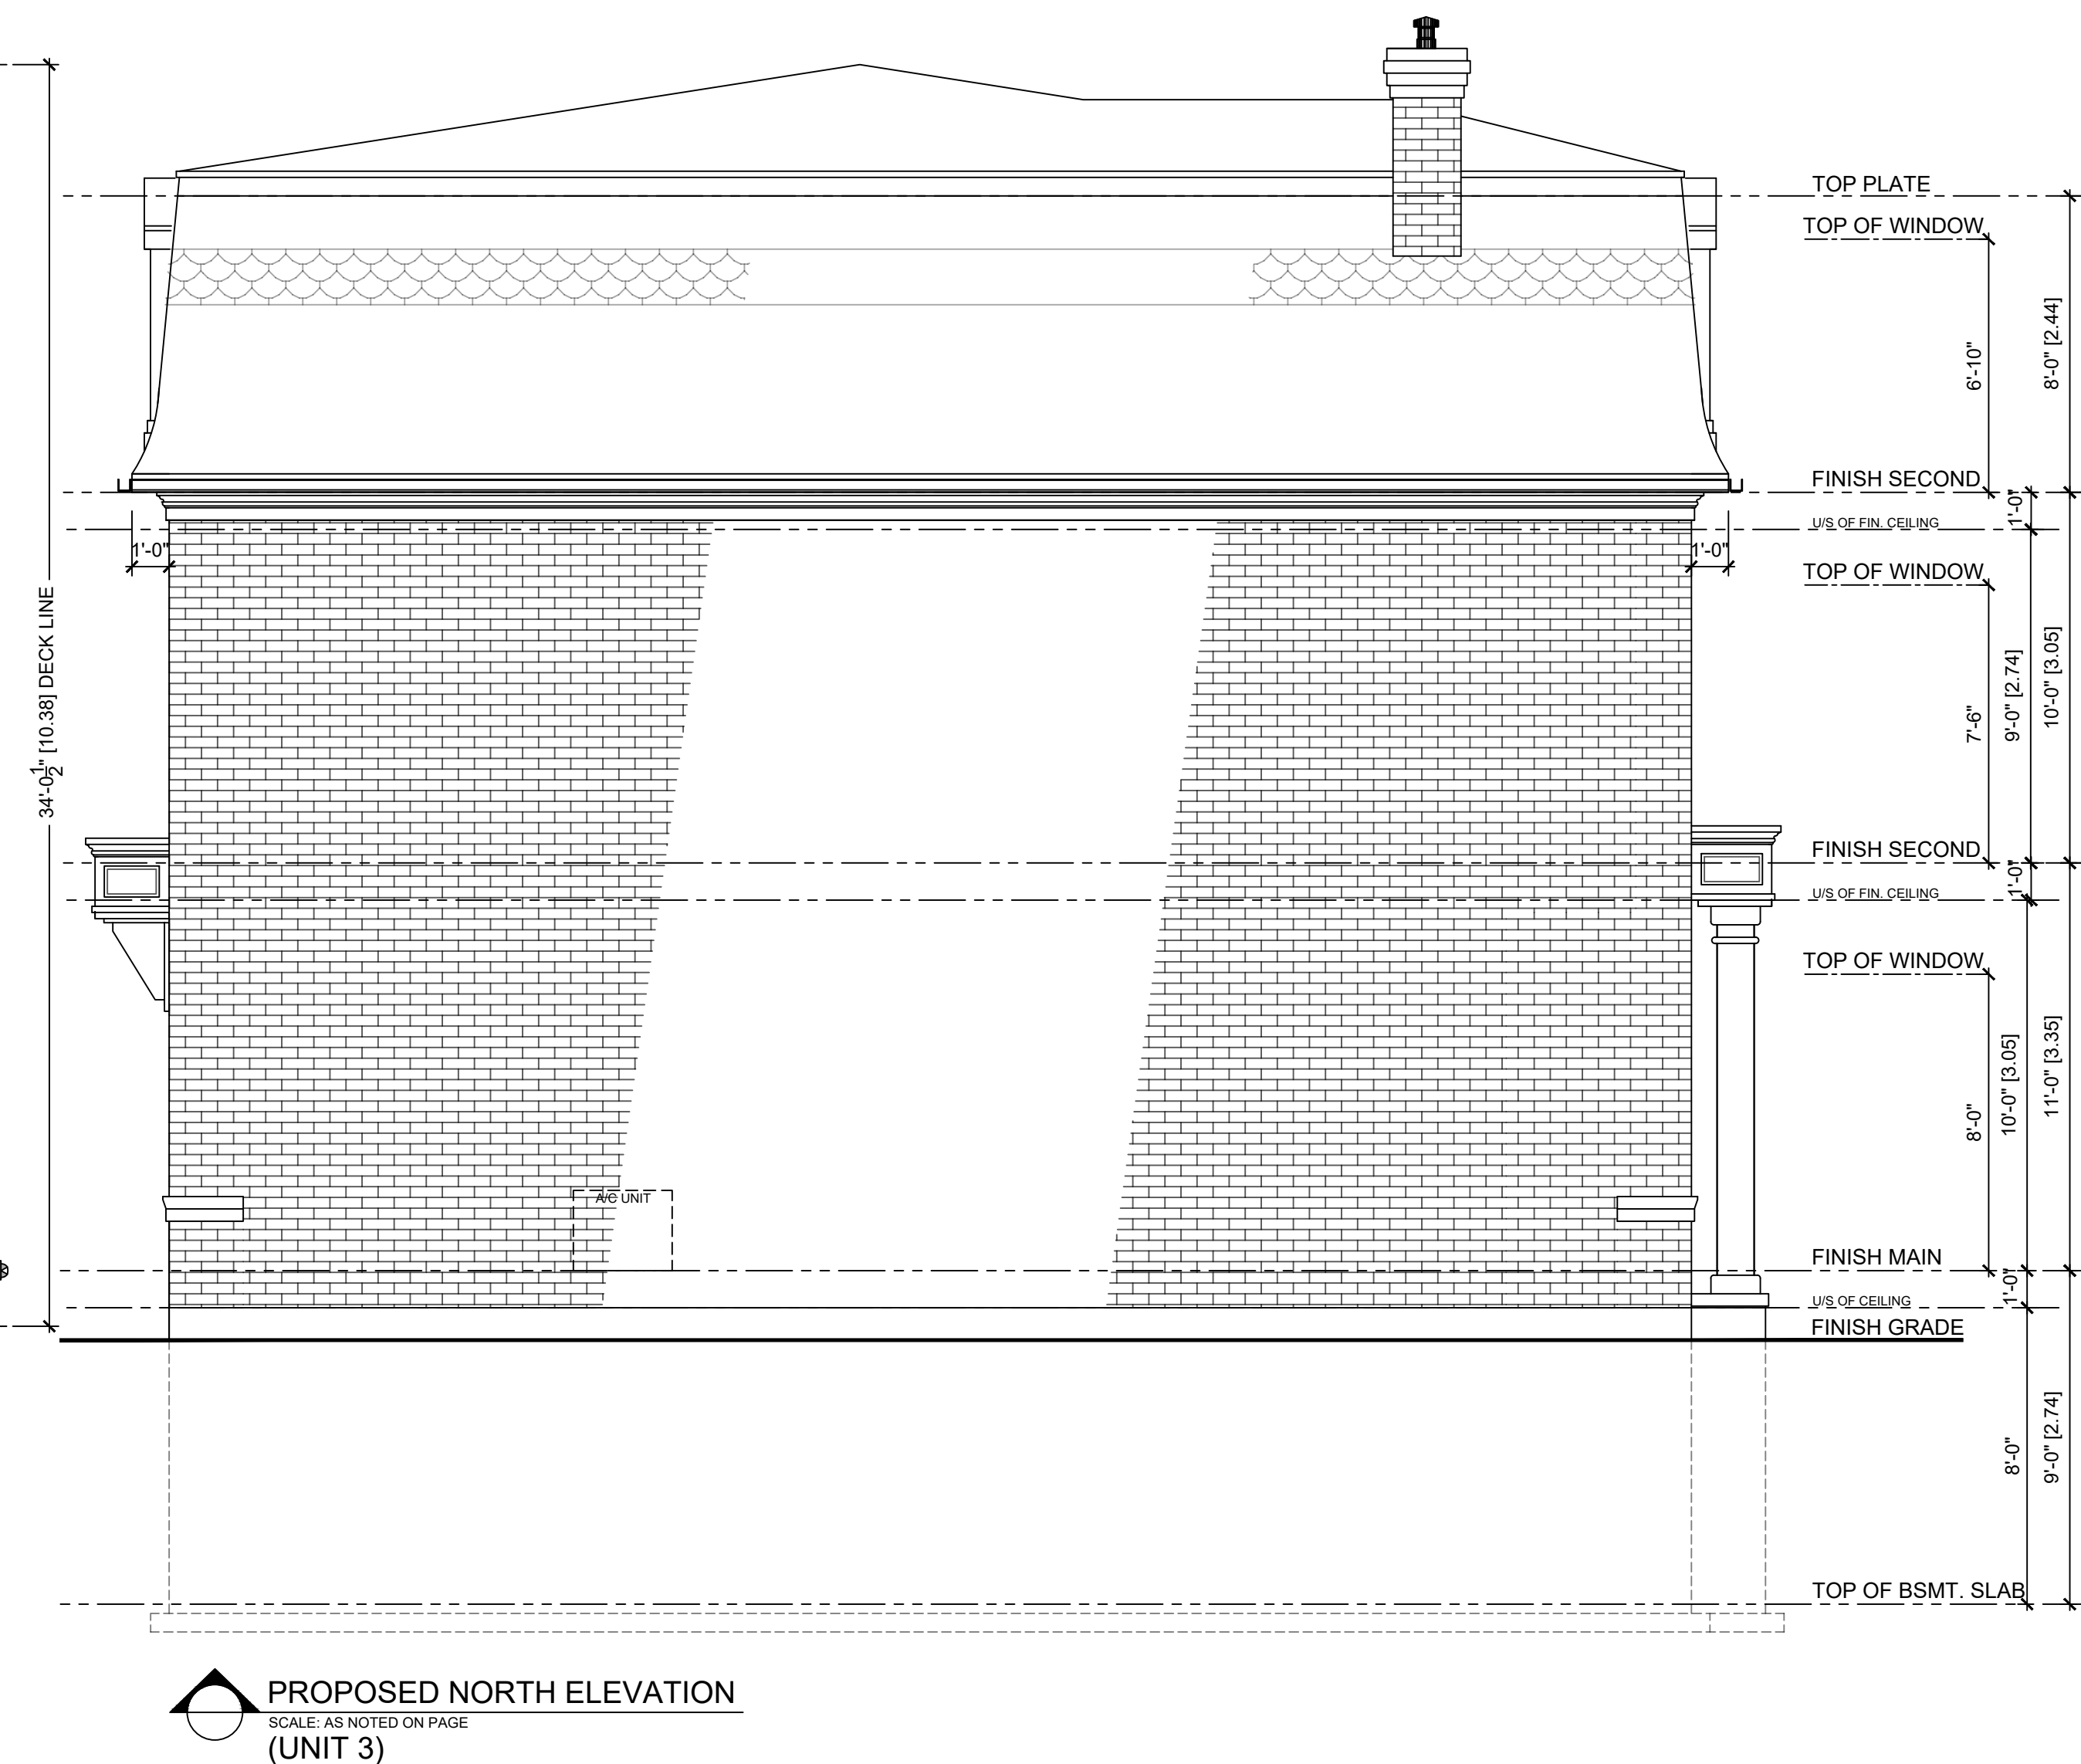 TOP PLATE
TOP OF WINDOW
6'-10"
8'-0" [2.44]
FINISH SECOND
1'-0"
U/S OF FIN. CEILING
1'-0"
1'-0"
TOP OF WINDOW
34'-0 1/2" [10.38] DECK LINE
7'-6"
9'-0" [2.74]
10'-0" [3.05]
FINISH SECOND
1'-0"
U/S OF FIN. CEILING
TOP OF WINDOW
8'-0"
10'-0" [3.05]
11'-0" [3.35]
A/C UNIT
FINISH MAIN
1'-0"
U/S OF CEILING
FINISH GRADE
8'-0"
9'-0" [2.74]
TOP OF BSMT. SLAB
PROPOSED NORTH ELEVATION
SCALE: AS NOTED ON PAGE
(UNIT 3)